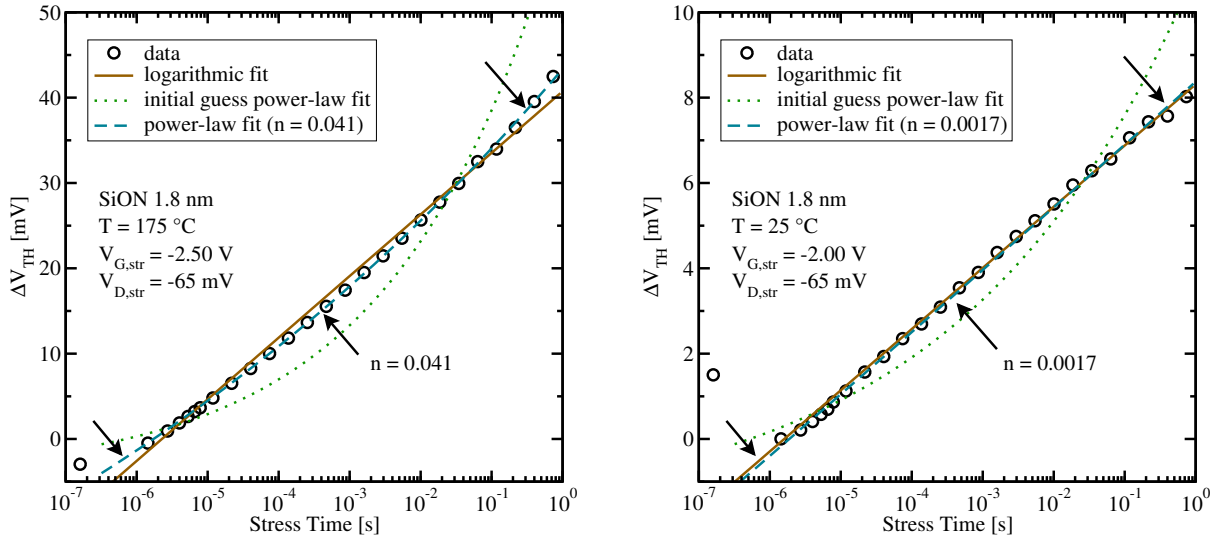 50
40
30
20
10
0
ΔV_TH [mV]
data
logarithmic fit
initial guess power-law fit
power-law fit (n = 0.041)
SiON 1.8 nm
T = 175 °C
V_G,str = -2.50 V
V_D,str = -65 mV
n = 0.041
10^-7 10^-6 10^-5 10^-4 10^-3 10^-2 10^-1 10^0
Stress Time [s]
10
8
6
4
2
0
ΔV_TH [mV]
data
logarithmic fit
initial guess power-law fit
power-law fit (n = 0.0017)
SiON 1.8 nm
T = 25 °C
V_G,str = -2.00 V
V_D,str = -65 mV
n = 0.0017
10^-7 10^-6 10^-5 10^-4 10^-3 10^-2 10^-1 10^0
Stress Time [s]